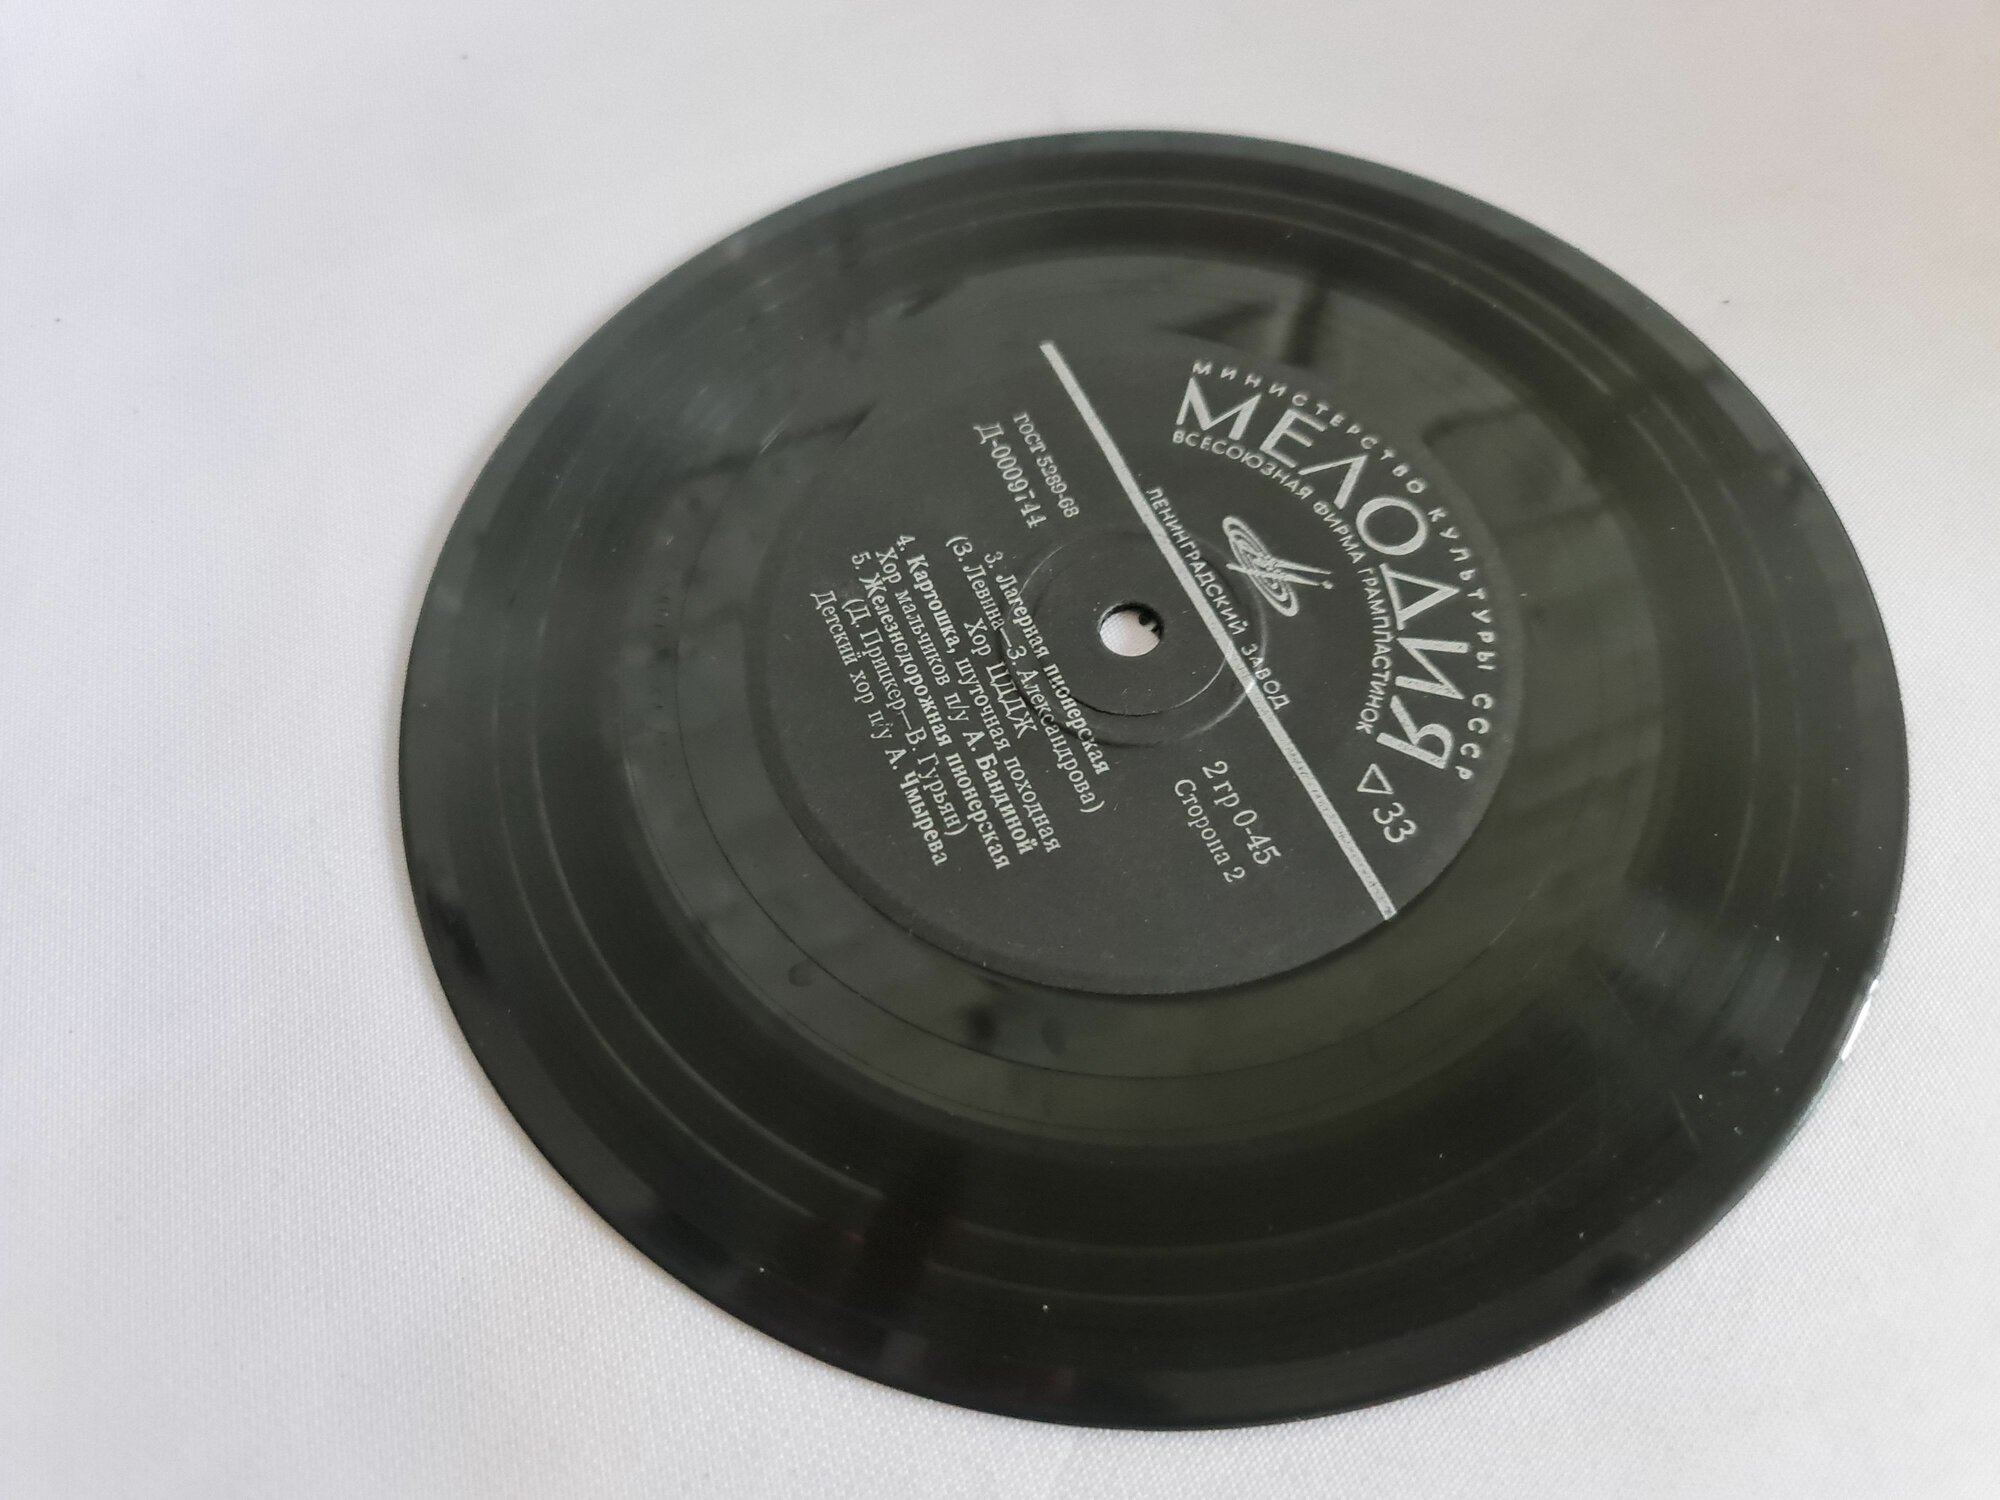 МИНИСТЕРСТВО КУЛЬТУРЫ СССР
МЕЛОДИЯ
ВСЕСОЮЗНАЯ ФИРМА ГРАМПЛАСТИНОК
33
ЛЕНИНГРАДСКИЙ ЗАВОД
ГОСТ 5289-68
Д-0009744
2 гр 0-45
Сторона 2
3. Лагерная пионерская
(З. Левина—З. Александрова)
Хор ЦДДЖ
4. Картошка, шуточная походная
Хор мальчиков п/у А. Бандиной
5. Железнодорожная пионерская
(Д. Прицкер—В. Гурьян)
Детский хор п/у А. Чмырева